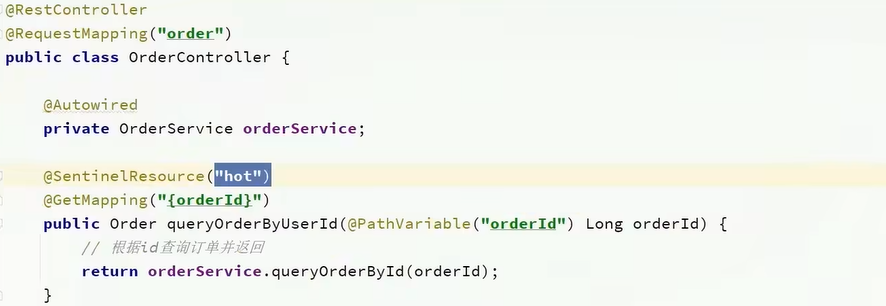 @RestController
@RequestMapping("order")
public class OrderController {
@Autowired
private OrderService orderService;
@SentinelResource("hot")
@GetMapping("{orderId}")
public Order queryOrderByUserId(@PathVariable("orderId") Long orderId) {
// 根据id查询订单并返回
return orderService.queryOrderById(orderId);
}